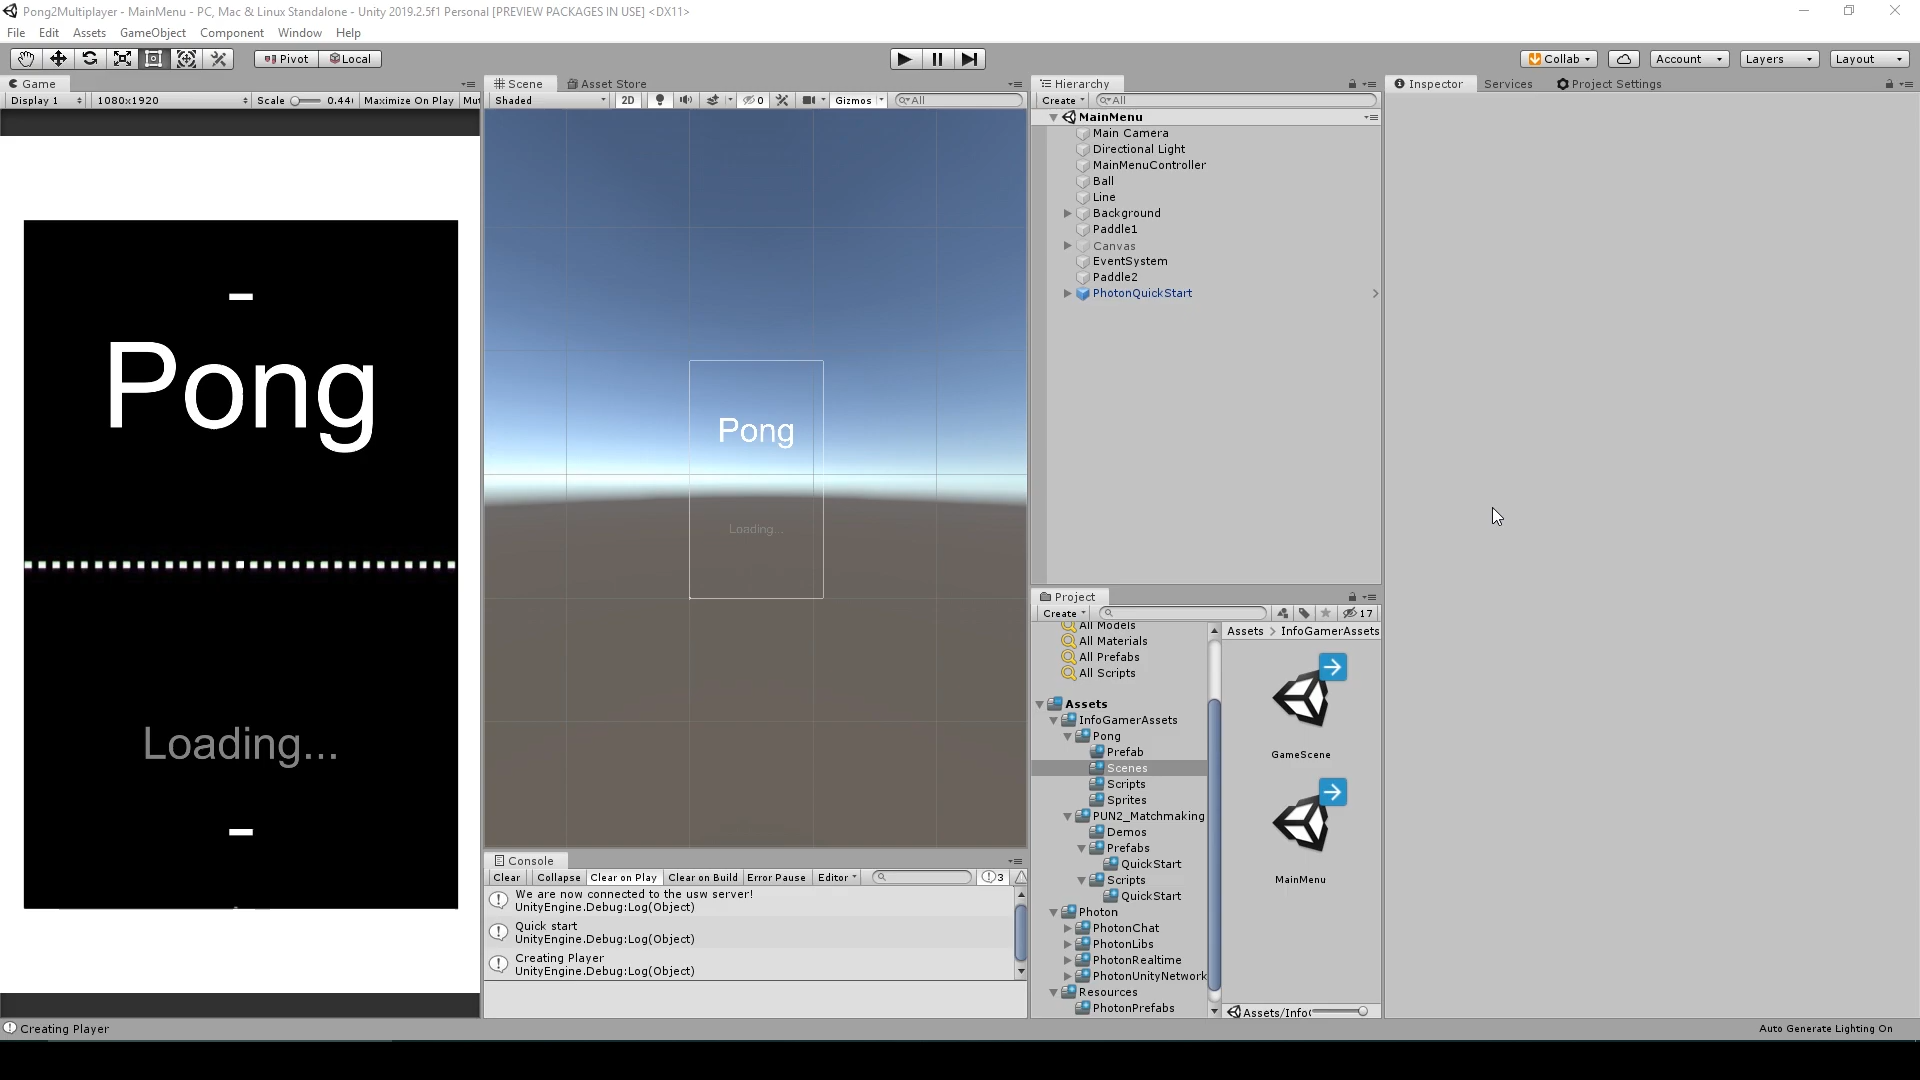 Pong2Multiplayer - MainMenu - PC, Mac & Linux Standalone - Unity 2019.2.5f1 Personal [PREVIEW PACKAGES IN USE] <DX11>
File Edit Assets GameObject Component Window Help
Pivot Local Collab Account Layers Layout
Game
Display 1 1080x1920 Scale 0.44 Maximize On Play Mut
Pong
Loading...
Scene Asset Store
Shaded 2D 0 Gizmos All
Pong
Loading...
Console
Clear Collapse Clear on Play Clear on Build Error Pause Editor 3
We are now connected to the usw server!
UnityEngine.Debug:Log(Object)
Quick start
UnityEngine.Debug:Log(Object)
Creating Player
UnityEngine.Debug:Log(Object)
Hierarchy
Create All
MainMenu
Main Camera
Directional Light
MainMenuController
Ball
Line
Background
Paddle1
Canvas
EventSystem
Paddle2
PhotonQuickStart
Project
Create 17
All Models
All Materials
All Prefabs
All Scripts
Assets
InfoGamerAssets
Pong
Prefab
Scenes
Scripts
Sprites
PUN2_Matchmaking
Demos
Prefabs
QuickStart
Scripts
QuickStart
Photon
PhotonChat
PhotonLibs
PhotonRealtime
PhotonUnityNetwork
Resources
PhotonPrefabs
Assets > InfoGamerAssets
GameScene
MainMenu
Assets/Info
Inspector Services Project Settings
Creating Player
Auto Generate Lighting On